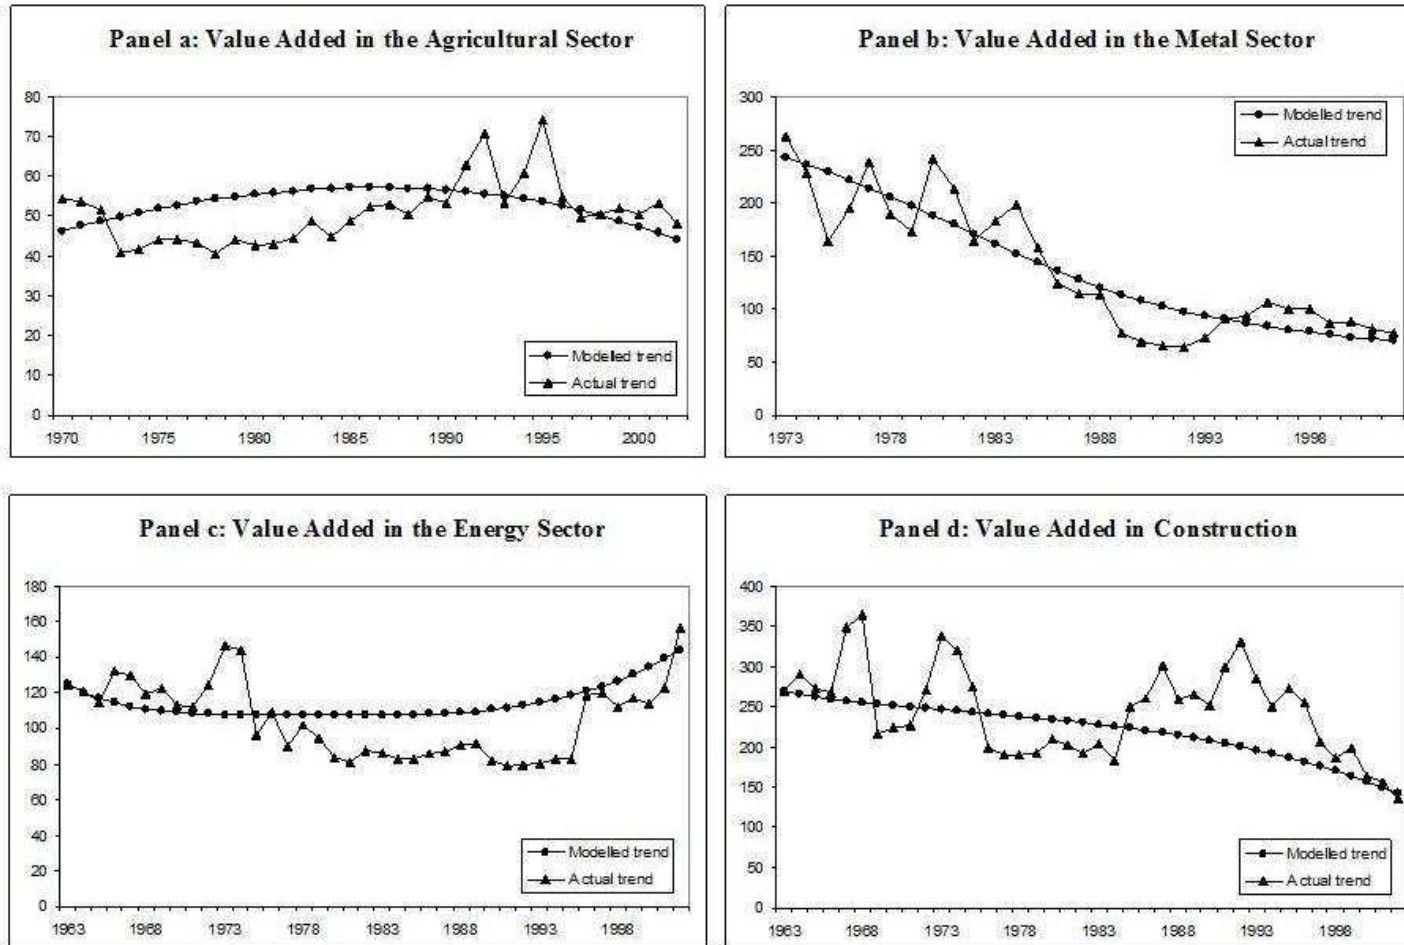 Panel a: Value Added in the Agricultural Sector
80
70
60
50
40
30
20
10
0
Modelled trend
Actual trend
1970 1975 1980 1985 1990 1995 2000
Panel b: Value Added in the Metal Sector
300
250
200
150
100
50
0
Modelled trend
Actual trend
1973 1978 1983 1988 1993 1998
Panel c: Value Added in the Energy Sector
180
160
140
120
100
80
60
40
20
0
Modelled trend
Actual trend
1963 1968 1973 1978 1983 1988 1993 1998
Panel d: Value Added in Construction
400
350
300
250
200
150
100
50
0
Modelled trend
Actual trend
1963 1968 1973 1978 1983 1988 1993 1998